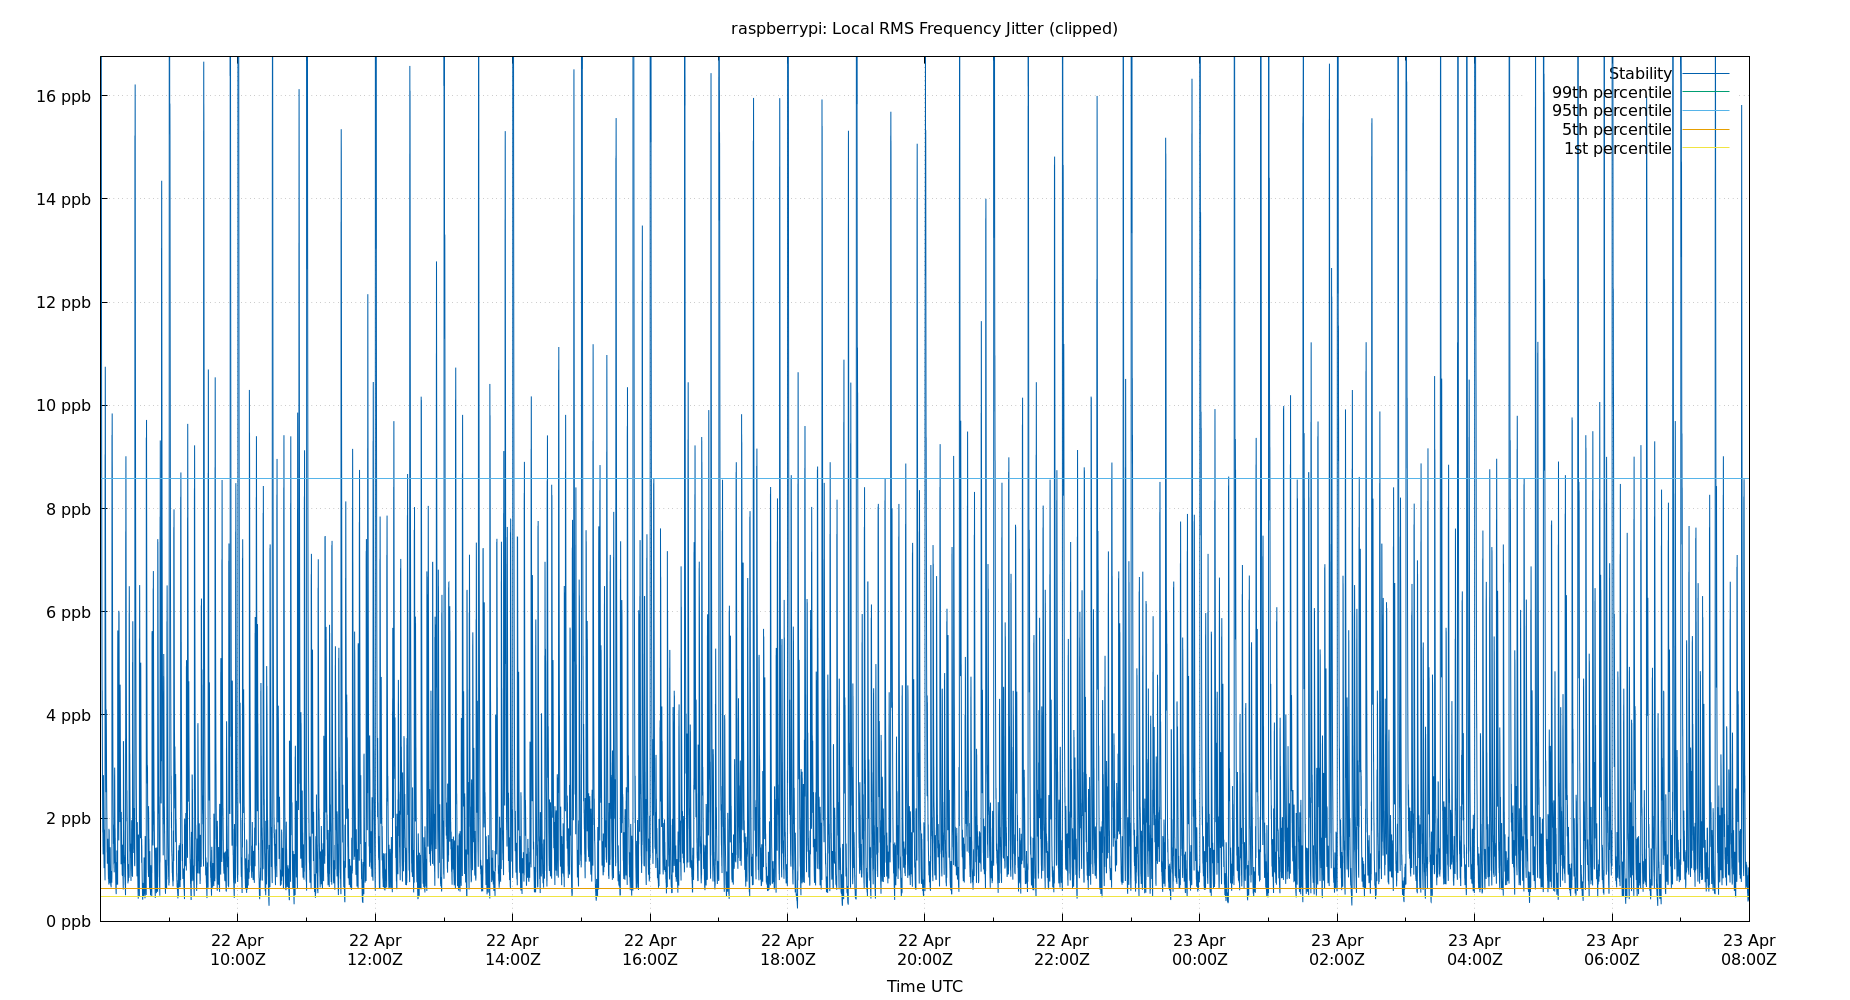 raspberrypi: Local RMS Frequency Jitter (clipped)
Stability
99th percentile
95th percentile
5th percentile
1st percentile
16 ppb
14 ppb
12 ppb
10 ppb
8 ppb
6 ppb
4 ppb
2 ppb
0 ppb
22 Apr 22 Apr 22 Apr 22 Apr 22 Apr 22 Apr 22 Apr 23 Apr 23 Apr 23 Apr 23 Apr 23 Apr
10:00Z 12:00Z 14:00Z 16:00Z 18:00Z 20:00Z 22:00Z 00:00Z 02:00Z 04:00Z 06:00Z 08:00Z
Time UTC